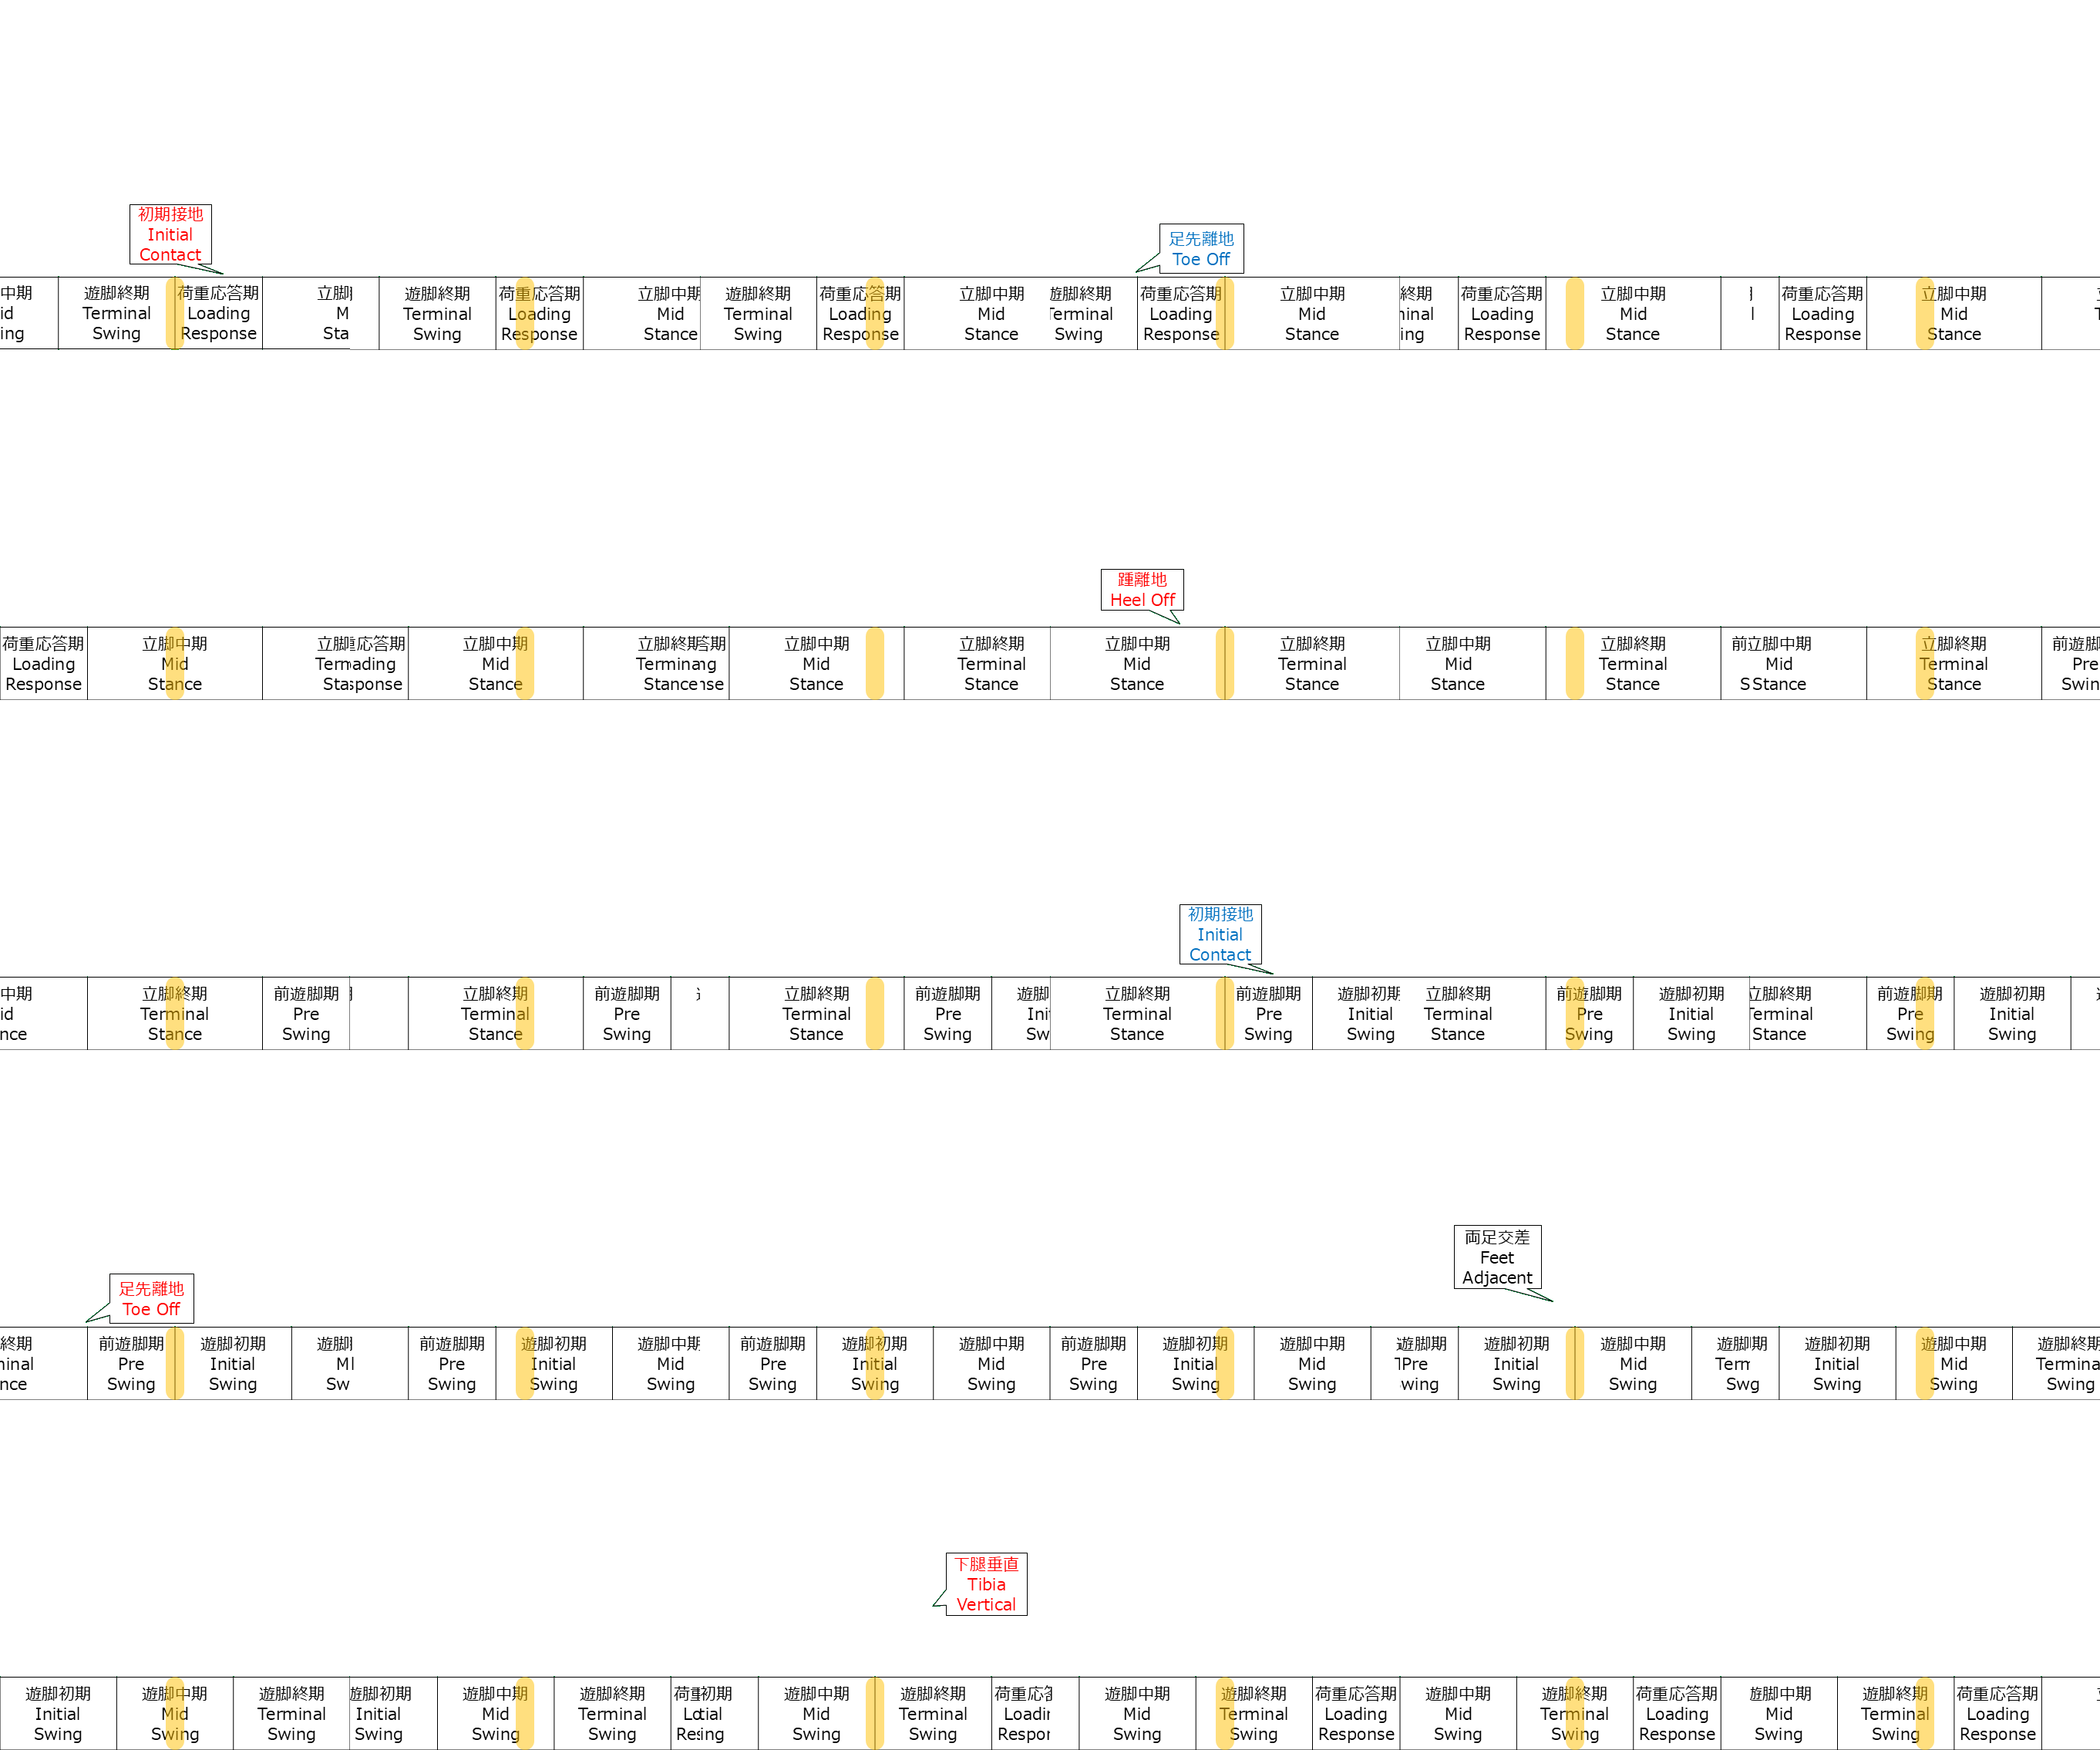 初期接地
Initial
Contact
足先離地
Toe Off
中期
id
ing
遊脚終期
Terminal
Swing
荷重応答期
Loading
Response
立脚
M
Sta
遊脚終期
Terminal
Swing
荷重応答期
Loading
Response
立脚中期
Mid
Stance
遊脚終期
Terminal
Swing
荷重応答期
Loading
Response
立脚中期
Mid
Stance
遊脚終期
Terminal
Swing
荷重応答期
Loading
Response
立脚中期
Mid
Stance
終期
minal
ing
荷重応答期
Loading
Response
立脚中期
Mid
Stance
荷重応答期
Loading
Response
立脚中期
Mid
Stance
踵離地
Heel Off
荷重応答期
Loading
Response
立脚中期
Mid
Stance
立脚
Term
Sta
重応答期
ading
sponse
立脚中期
Mid
Stance
立脚終期
Termina
Stance
答期
ng
nse
立脚中期
Mid
Stance
立脚終期
Terminal
Stance
立脚中期
Mid
Stance
立脚終期
Terminal
Stance
立脚中期
Mid
Stance
立脚終期
Terminal
Stance
前
S
立脚中期
Mid
Stance
立脚終期
Terminal
Stance
前遊脚
Pre
Swin
初期接地
Initial
Contact
中期
id
nce
立脚終期
Terminal
Stance
前遊脚期
Pre
Swing
立脚終期
Terminal
Stance
前遊脚期
Pre
Swing
立脚終期
Terminal
Stance
前遊脚期
Pre
Swing
遊脚
Ini
Sw
立脚終期
Terminal
Stance
前遊脚期
Pre
Swing
遊脚初期
Initial
Swing
立脚終期
Terminal
Stance
前遊脚期
Pre
Swing
遊脚初期
Initial
Swing
立脚終期
Terminal
Stance
前遊脚期
Pre
Swing
遊脚初期
Initial
Swing
足先離地
Toe Off
両足交差
Feet
Adjacent
終期
inal
nce
前遊脚期
Pre
Swing
遊脚初期
Initial
Swing
遊脚
M
Sw
前遊脚期
Pre
Swing
遊脚初期
Initial
Swing
遊脚中期
Mid
Swing
前遊脚期
Pre
Swing
遊脚初期
Initial
Swing
遊脚中期
Mid
Swing
前遊脚期
Pre
Swing
遊脚初期
Initial
Swing
遊脚中期
Mid
Swing
遊脚期
Pre
wing
遊脚初期
Initial
Swing
遊脚中期
Mid
Swing
遊脚
Term
Sw
期
g
遊脚初期
Initial
Swing
遊脚中期
Mid
Swing
遊脚終期
Termina
Swing
下腿垂直
Tibia
Vertical
遊脚初期
Initial
Swing
遊脚中期
Mid
Swing
遊脚終期
Terminal
Swing
遊脚初期
Initial
Swing
遊脚中期
Mid
Swing
遊脚終期
Terminal
Swing
荷重
Lo
Res
初期
tial
ing
遊脚中期
Mid
Swing
遊脚終期
Terminal
Swing
荷重応答
Loadin
Respon
遊脚中期
Mid
Swing
遊脚終期
Terminal
Swing
荷重応答期
Loading
Response
遊脚中期
Mid
Swing
遊脚終期
Terminal
Swing
荷重応答期
Loading
Response
遊脚中期
Mid
Swing
遊脚終期
Terminal
Swing
荷重応答期
Loading
Response